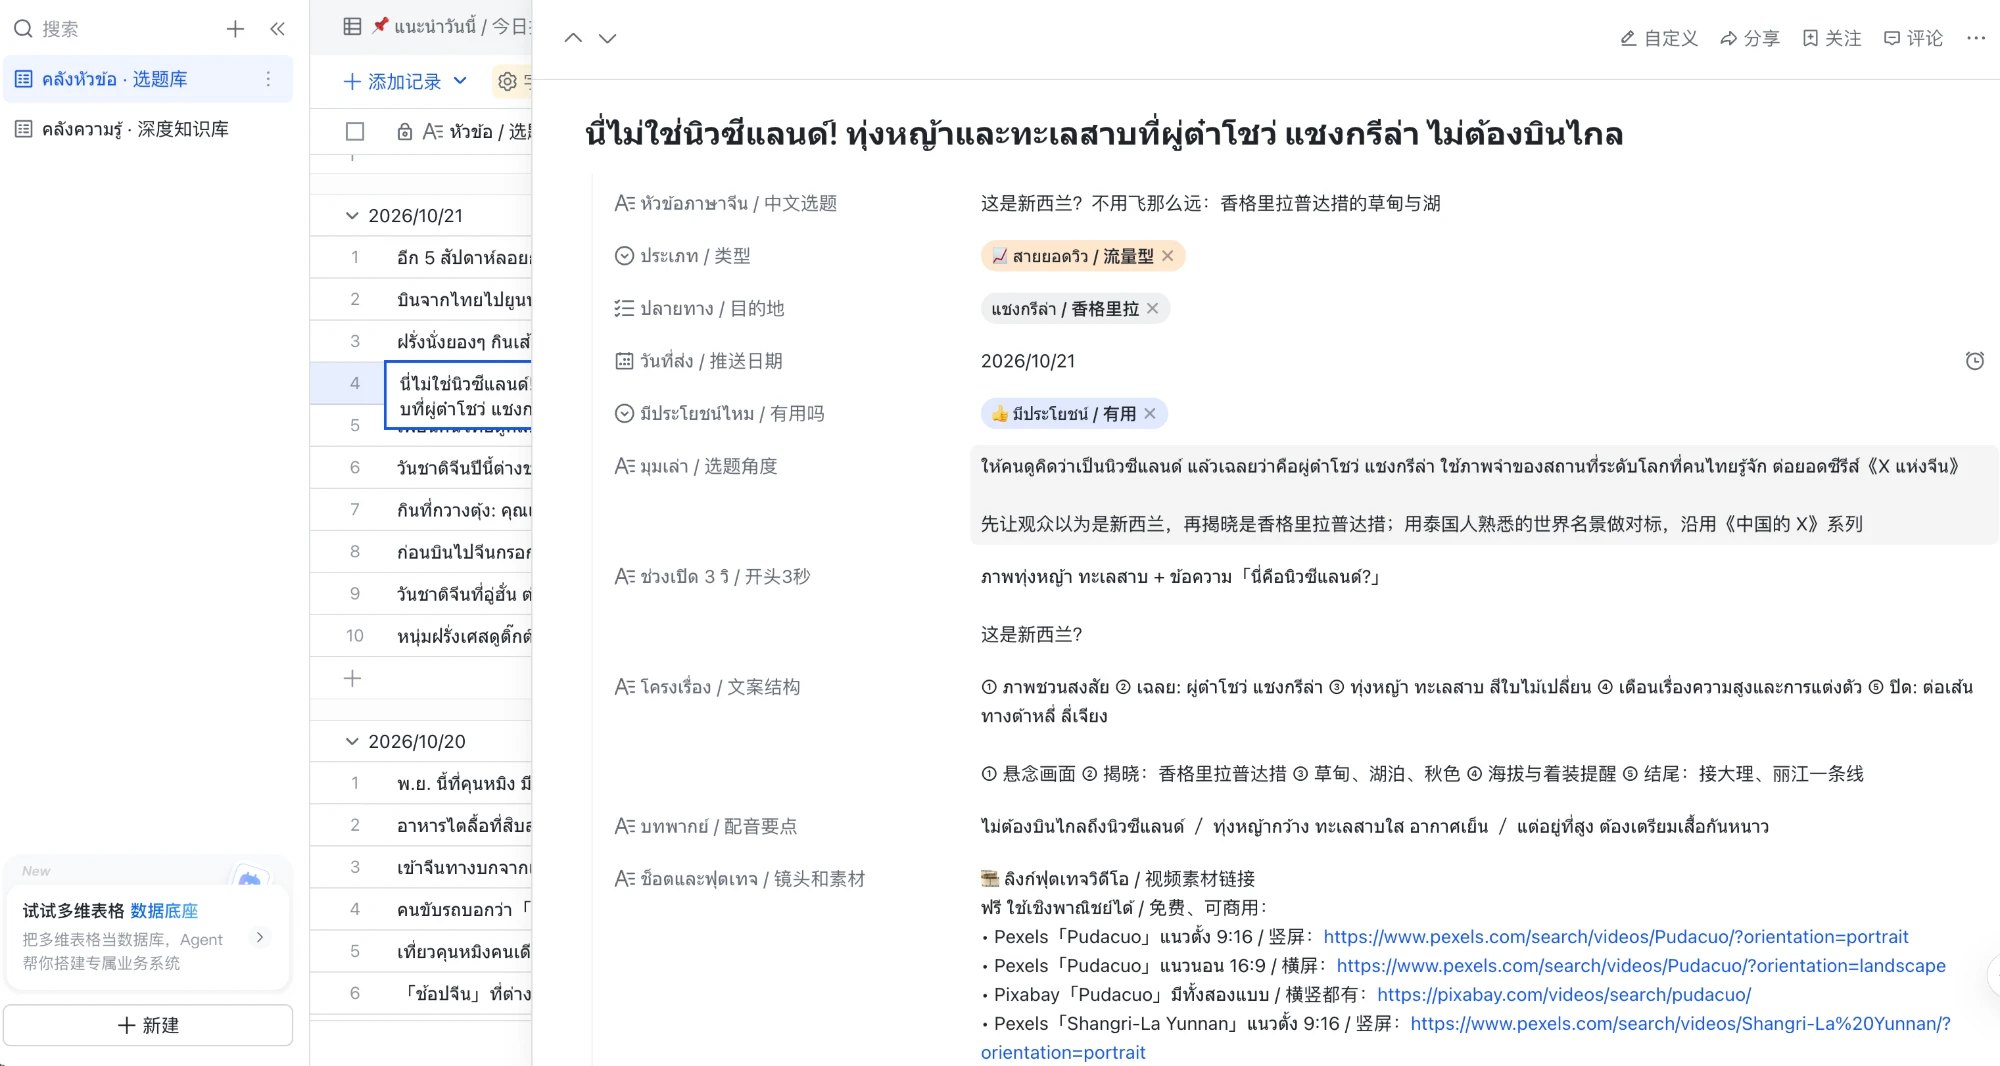 搜索
คลังหัวข้อ · 选题库
คลังความรู้ · 深度知识库
New
试试多维表格 数据底座
把多维表格当数据库，Agent
帮你搭建专属业务系统
新建
📌 แนะนำวันนี้ / 今日
添加记录
หัวข้อ / 选
2026/10/21
1 อีก 5 สัปดาห์ลอย
2 บินจากไทยไปยูน
3 ฝรั่งนั่งยองๆ กินเส้
4 นี่ไม่ใช่นิวซีแลนด์!
บที่ผู่ต๋าโชว่ แชงก
5
6 วันชาติจีนปีนี้ต่าง
7 กินที่กวางตุ้ง: คุณ
8 ก่อนบินไปจีนกรอก
9 วันชาติจีนที่อู่ฮั่น ต
10 หนุ่มฝรั่งเศสดูติ๊กต
2026/10/20
1 พ.ย. นี้ที่คุนหมิง มี
2 อาหารไตลื้อที่สิบส
3 เข้าจีนทางบกจาก
4 คนขับรถบอกว่า「
5 เที่ยวคุนหมิงคนเดี
6 「ช้อปจีน」ที่ต่าง
自定义 分享 关注 评论
นี่ไม่ใช่นิวซีแลนด์! ทุ่งหญ้าและทะเลสาบที่ผู่ต๋าโชว่ แชงกรีล่า ไม่ต้องบินไกล
หัวข้อภาษาจีน / 中文选题 这是新西兰？不用飞那么远：香格里拉普达措的草甸与湖
ประเภท / 类型 📈 สายยอดวิว / 流量型
ปลายทาง / 目的地 แชงกรีล่า / 香格里拉
วันที่ส่ง / 推送日期 2026/10/21
มีประโยชน์ไหม / 有用吗 👍 มีประโยชน์ / 有用
มุมเล่า / 选题角度 ให้คนดูคิดว่าเป็นนิวซีแลนด์ แล้วเฉลยว่าคือผู่ต๋าโชว่ แชงกรีล่า ใช้ภาพจำของสถานที่ระดับโลกที่คนไทยรู้จัก ต่อยอดซีรีส์《X แห่งจีน》
先让观众以为是新西兰，再揭晓是香格里拉普达措；用泰国人熟悉的世界名景做对标，沿用《中国的 X》系列
ช่วงเปิด 3 วิ / 开头3秒 ภาพทุ่งหญ้า ทะเลสาบ + ข้อความ「นี่คือนิวซีแลนด์?」
这是新西兰？
โครงเรื่อง / 文案结构 ① ภาพชวนสงสัย ② เฉลย: ผู่ต๋าโชว่ แชงกรีล่า ③ ทุ่งหญ้า ทะเลสาบ สีใบไม้เปลี่ยน ④ เตือนเรื่องความสูงและการแต่งตัว ⑤ ปิด: ต่อเส้น
ทางต้าหลี่ ลี่เจียง
① 悬念画面 ② 揭晓：香格里拉普达措 ③ 草甸、湖泊、秋色 ④ 海拔与着装提醒 ⑤ 结尾：接大理、丽江一条线
บทพากย์ / 配音要点 ไม่ต้องบินไกลถึงนิวซีแลนด์ / ทุ่งหญ้ากว้าง ทะเลสาบใส อากาศเย็น / แต่อยู่ที่สูง ต้องเตรียมเสื้อกันหนาว
ช็อตและฟุตเทจ / 镜头和素材 ลิงก์ฟุตเทจวิดีโอ / 视频素材链接
ฟรี ใช้เชิงพาณิชย์ได้ / 免费、可商用：
• Pexels「Pudacuo」แนวตั้ง 9:16 / 竖屏：https://www.pexels.com/search/videos/Pudacuo/?orientation=portrait
• Pexels「Pudacuo」แนวนอน 16:9 / 横屏：https://www.pexels.com/search/videos/Pudacuo/?orientation=landscape
• Pixabay「Pudacuo」มีทั้งสองแบบ / 横竖都有：https://pixabay.com/videos/search/pudacuo/
• Pexels「Shangri-La Yunnan」แนวตั้ง 9:16 / 竖屏：https://www.pexels.com/search/videos/Shangri-La%20Yunnan/?
orientation=portrait